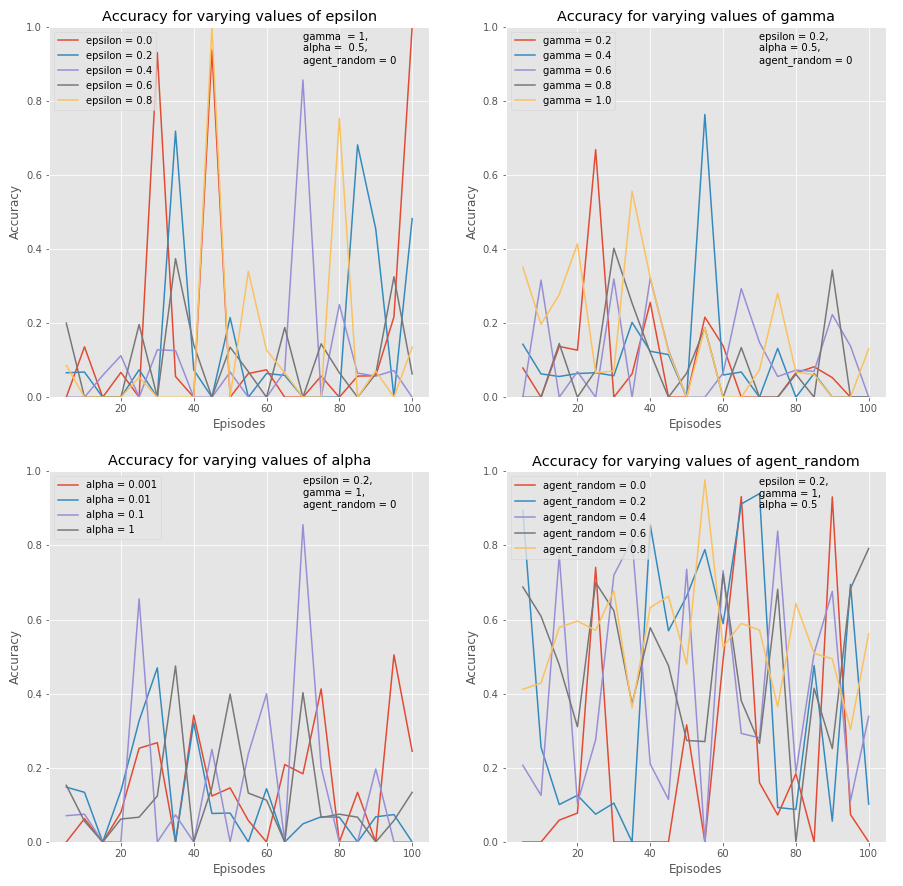 Accuracy for varying values of epsilon
epsilon = 0.0
epsilon = 0.2
epsilon = 0.4
epsilon = 0.6
epsilon = 0.8
gamma  = 1,
alpha =  0.5,
agent_random = 0
1.0
0.8
0.6
0.4
0.2
0.0
Accuracy
20
40
60
80
100
Episodes
Accuracy for varying values of gamma
gamma = 0.2
gamma = 0.4
gamma = 0.6
gamma = 0.8
gamma = 1.0
epsilon = 0.2,
alpha = 0.5,
agent_random = 0
1.0
0.8
0.6
0.4
0.2
0.0
Accuracy
20
40
60
80
100
Episodes
Accuracy for varying values of alpha
alpha = 0.001
alpha = 0.01
alpha = 0.1
alpha = 1
epsilon = 0.2,
gamma = 1,
agent_random = 0
1.0
0.8
0.6
0.4
0.2
0.0
Accuracy
20
40
60
80
100
Episodes
Accuracy for varying values of agent_random
agent_random = 0.0
agent_random = 0.2
agent_random = 0.4
agent_random = 0.6
agent_random = 0.8
epsilon = 0.2,
gamma = 1,
alpha = 0.5
1.0
0.8
0.6
0.4
0.2
0.0
Accuracy
20
40
60
80
100
Episodes